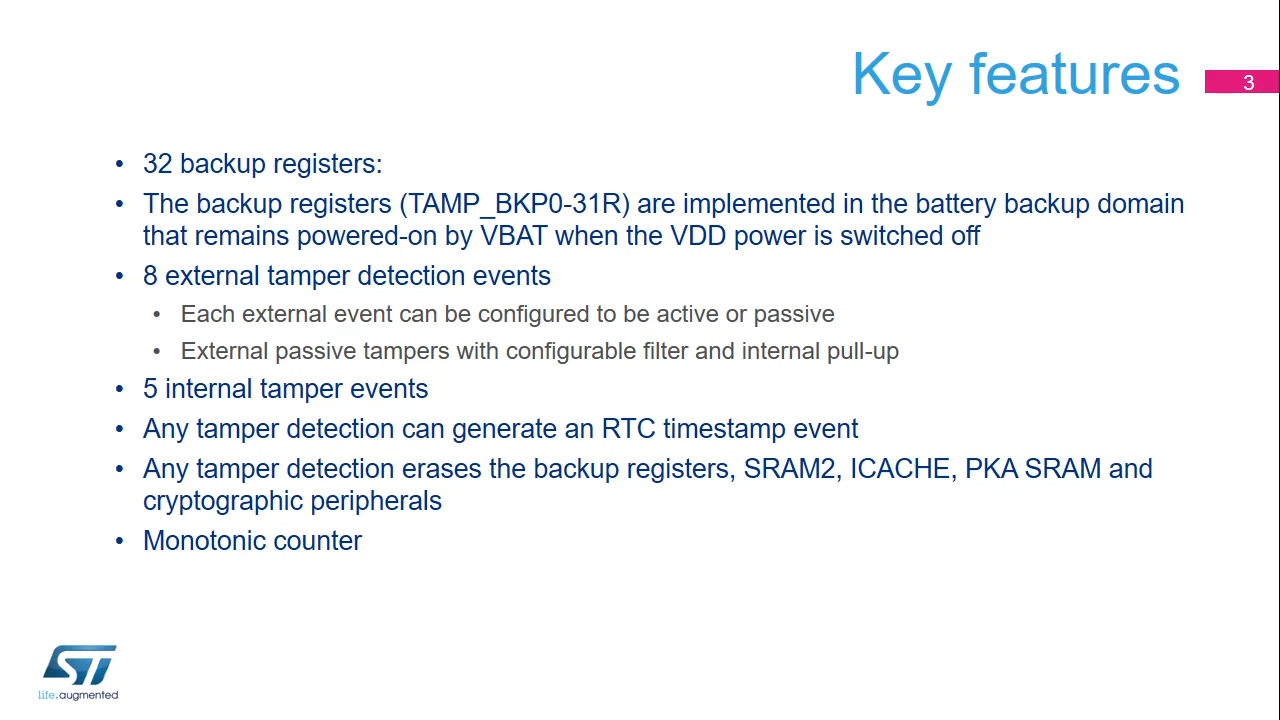 Key features
3
• 32 backup registers:
• The backup registers (TAMP_BKP0-31R) are implemented in the battery backup domain
that remains powered-on by VBAT when the VDD power is switched off
• 8 external tamper detection events
• Each external event can be configured to be active or passive
• External passive tampers with configurable filter and internal pull-up
• 5 internal tamper events
• Any tamper detection can generate an RTC timestamp event
• Any tamper detection erases the backup registers, SRAM2, ICACHE, PKA SRAM and
cryptographic peripherals
• Monotonic counter
ST
life.augmented